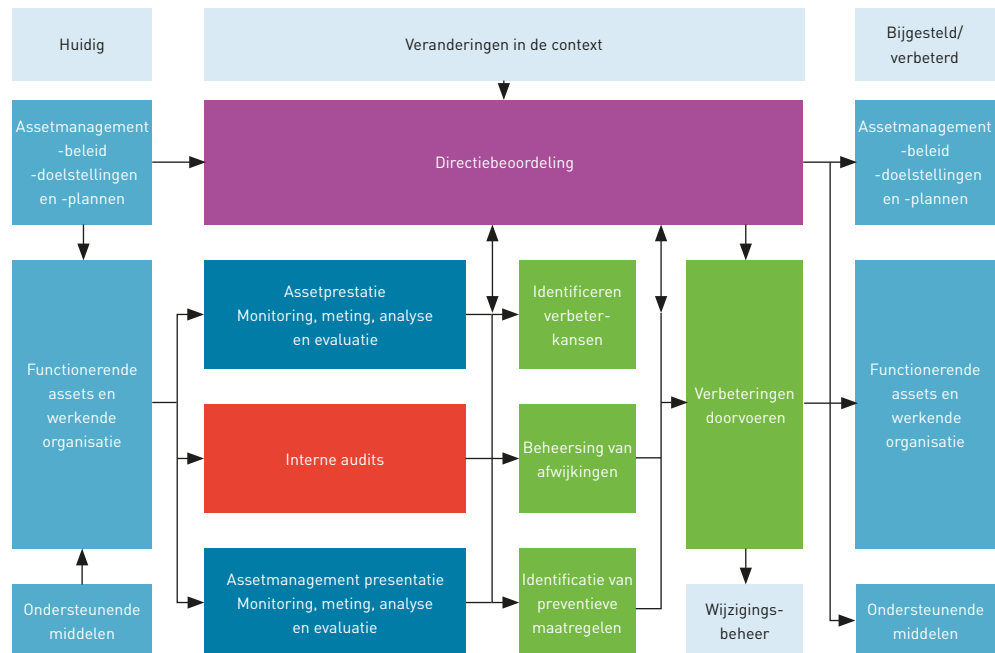 Huidig
Veranderingen in de context
Bijgesteld/
verbeterd
Assetmanagement
-beleid
-doelstellingen
en -plannen
Directiebeoordeling
Assetmanagement
-beleid
-doelstellingen
en -plannen
Functionerende
assets en
werkende
organisatie
Assetprestatie
Monitoring, meting, analyse
en evaluatie
Identificeren
verbeter-
kansen
Interne audits
Beheersing van
afwijkingen
Verbeteringen
doorvoeren
Functionerende
assets en
werkende
organisatie
Ondersteunende
middelen
Assetmanagement presentatie
Monitoring, meting, analyse
en evaluatie
Identificatie van
preventieve
maatregelen
Wijzigings-
beheer
Ondersteunende
middelen